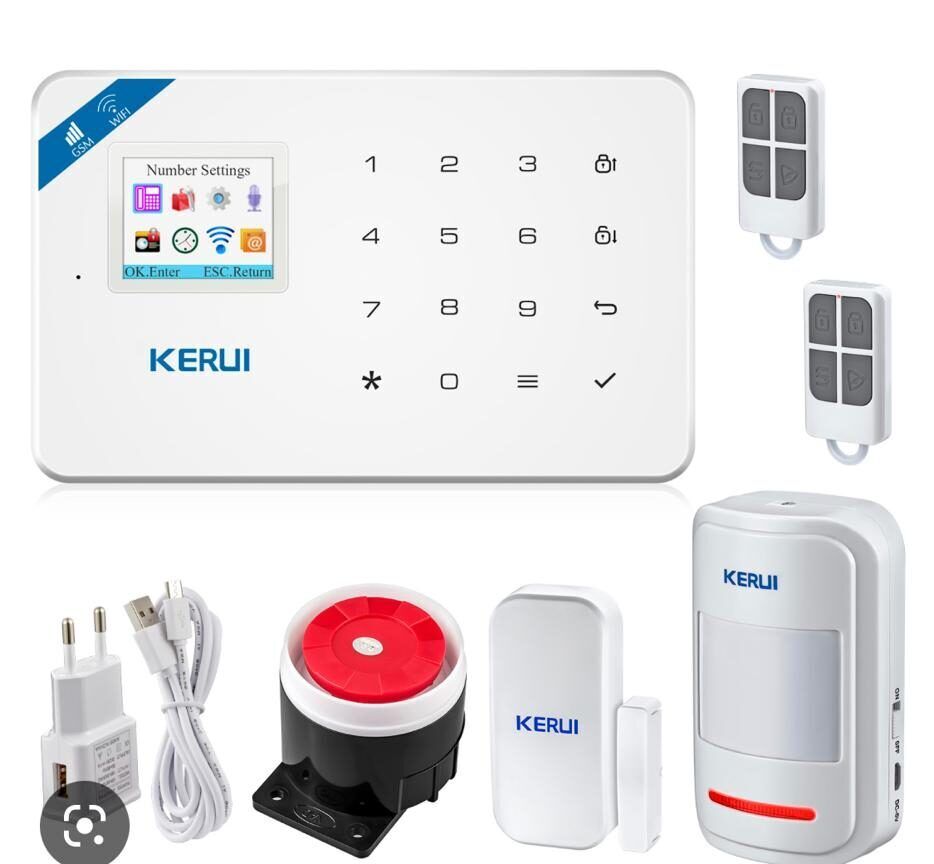 GSM
WIFI
Number Settings
OK.Enter ESC.Return
KERUI
1 2 3
4 5 6
7 8 9
* 0
KERUI
KERUI
ON
OFF
DC-5V